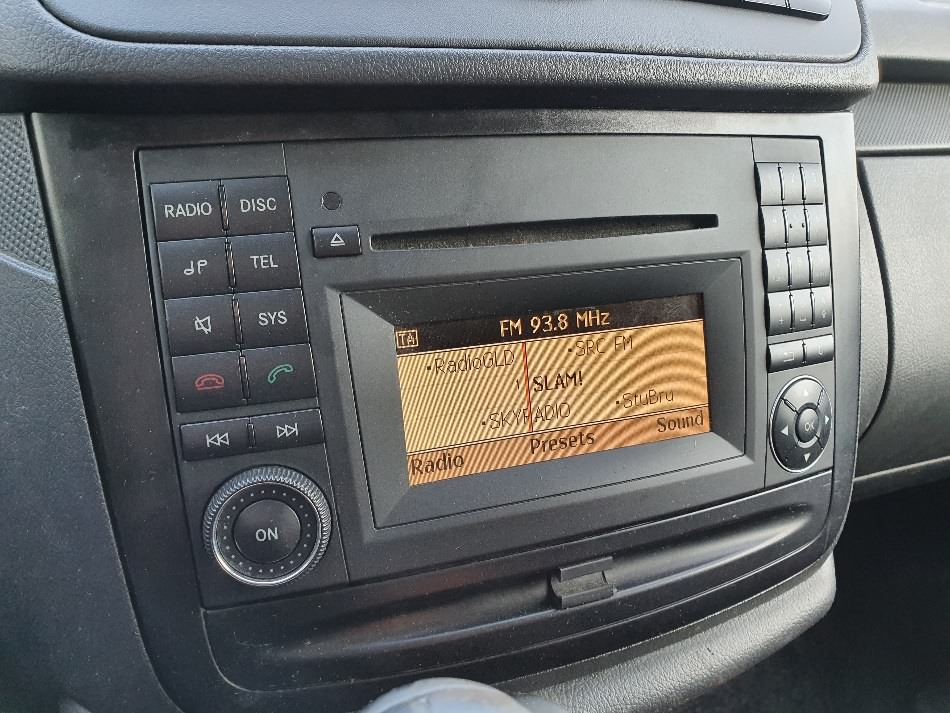 RADIO DISC
TEL
SYS
ON
FM 93.8 MHz
TA
RadioGLD
SRC FM
SLAM!
SKYRADIO
StuBru
Radio Presets Sound
OK